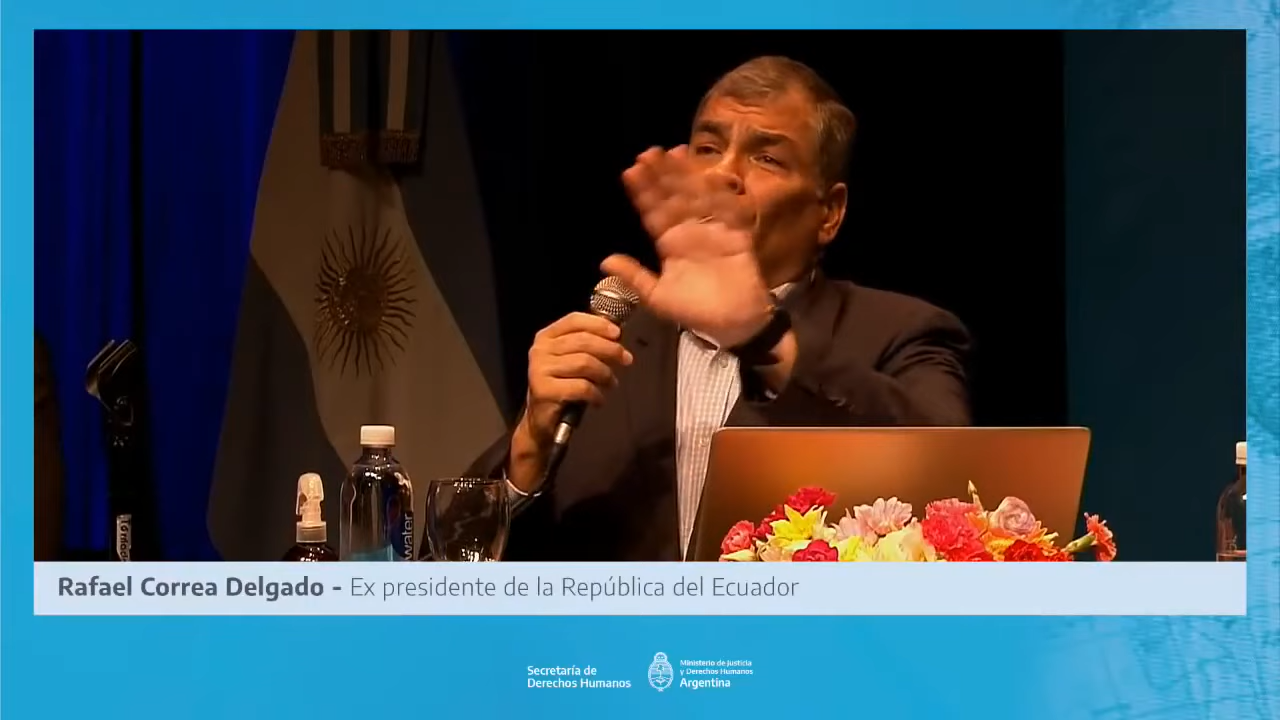 water
Rafael Correa Delgado - Ex presidente de la República del Ecuador
Secretaría de
Derechos Humanos
Ministerio de Justicia
y Derechos Humanos
Argentina